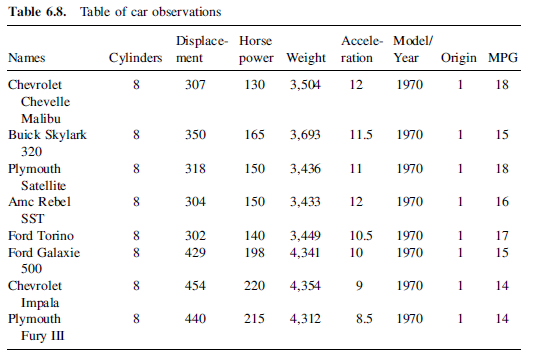 Table 6.8. Table of car observations
Displace- Horse Accele- Model/
Names Cylinders ment power Weight ration Year Origin MPG
Chevrolet 8 307 130 3,504 12 1970 1 18
Chevelle
Malibu
Buick Skylark 8 350 165 3,693 11.5 1970 1 15
320
Plymouth 8 318 150 3,436 11 1970 1 18
Satellite
Amc Rebel 8 304 150 3,433 12 1970 1 16
SST
Ford Torino 8 302 140 3,449 10.5 1970 1 17
Ford Galaxie 8 429 198 4,341 10 1970 1 15
500
Chevrolet 8 454 220 4,354 9 1970 1 14
Impala
Plymouth 8 440 215 4,312 8.5 1970 1 14
Fury III